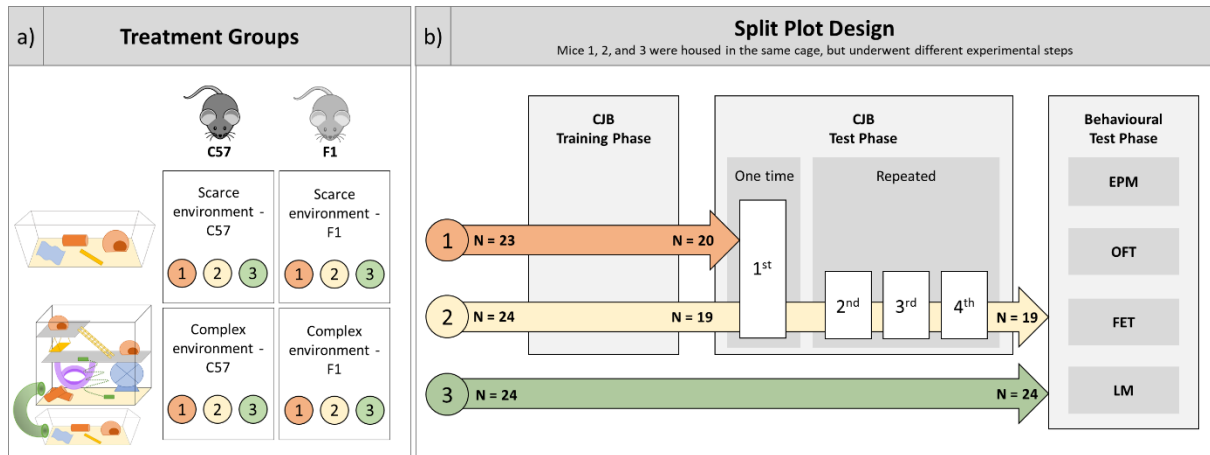 a)
Treatment Groups
C57
F1
Scarce
environment -
C57
1 2 3
Scarce
environment -
F1
1 2 3
Complex
environment -
C57
1 2 3
Complex
environment -
F1
1 2 3
b)
Split Plot Design
Mice 1, 2, and 3 were housed in the same cage, but underwent different experimental steps
CJB
Training Phase
CJB
Test Phase
One time
Repeated
Behavioural
Test Phase
1 N = 23 N = 20
1st
2 N = 24 N = 19
2nd
3rd
4th
N = 19
3 N = 24 N = 24
EPM
OFT
FET
LM